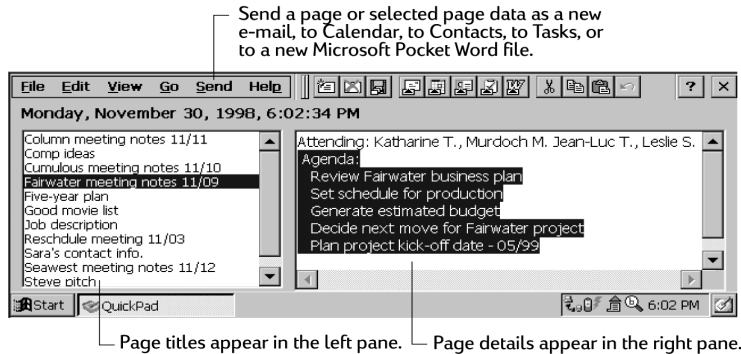 Send a page or selected page data as a new
e-mail, to Calendar, to Contacts, to Tasks, or
to a new Microsoft Pocket Word file.
File Edit View Go Send Help ? ×
Monday, November 30, 1998, 6:02:34 PM
Column meeting notes 11/11
Comp ideas
Cumulous meeting notes 11/10
Fairwater meeting notes 11/09
Five-year plan
Good movie list
Job description
Reschdule meeting 11/03
Sara's contact info.
Seawest meeting notes 11/12
Steve pitch
Attending: Katharine T., Murdoch M. Jean-Luc T., Leslie S.
Agenda:
Review Fairwater business plan
Set schedule for production
Generate estimated budget
Decide next move for Fairwater project
Plan project kick-off date - 05/99
Start QuickPad 6:02 PM
Page titles appear in the left pane.
Page details appear in the right pane.